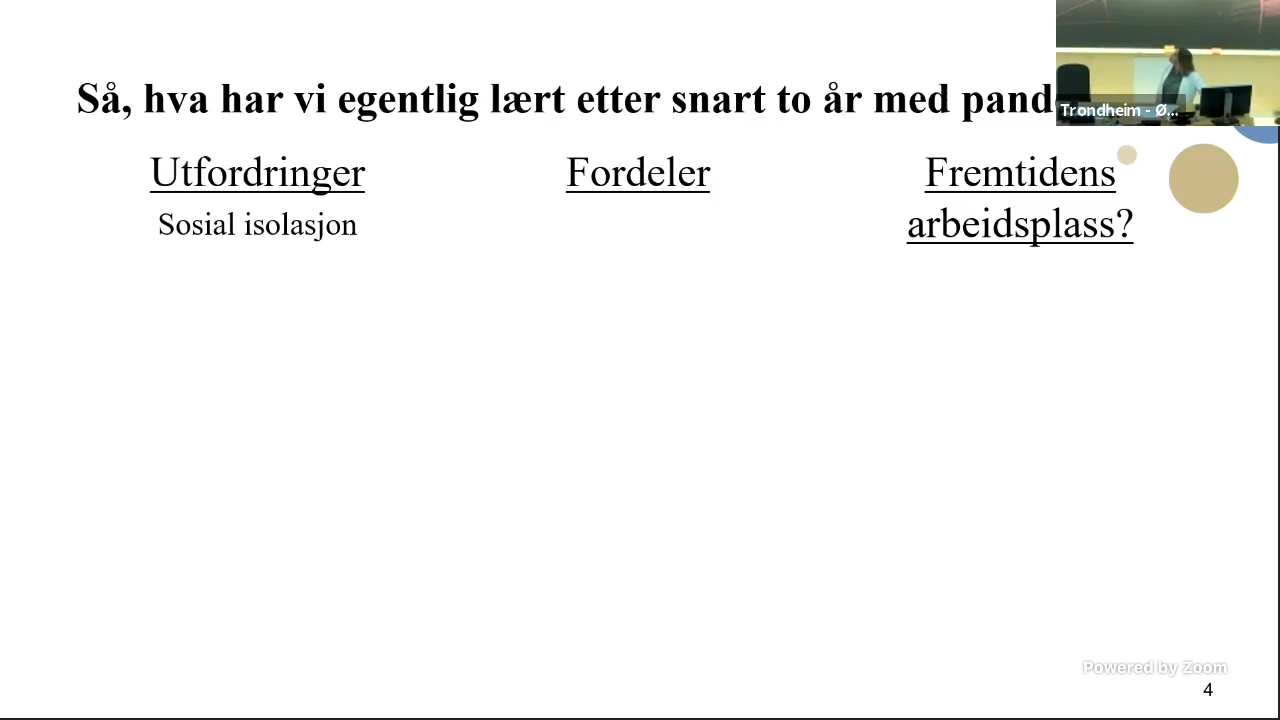 Så, hva har vi egentlig lært etter snart to år med pand
Trondheim - Ø...
Utfordringer
Fordeler
Fremtidens
arbeidsplass?
Sosial isolasjon
Powered by Zoom
4